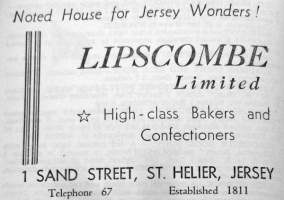 Noted House for Jersey Wonders !
LIPSCOMBE
Limited
☆ High-class Bakers and
Confectioners
1 SAND STREET, ST. HELIER, JERSEY
Telephone 67 Established 1811